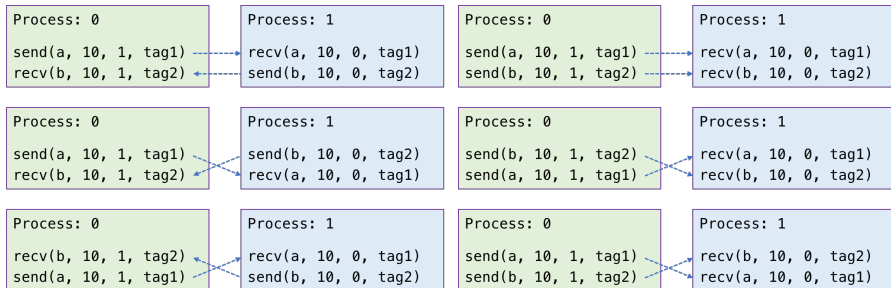 Process: 0
send(a, 10, 1, tag1)
recv(b, 10, 1, tag2)
Process: 1
recv(a, 10, 0, tag1)
send(b, 10, 0, tag2)
Process: 0
send(a, 10, 1, tag1)
send(b, 10, 1, tag2)
Process: 1
recv(a, 10, 0, tag1)
recv(b, 10, 0, tag2)
Process: 0
send(a, 10, 1, tag1)
recv(b, 10, 1, tag2)
Process: 1
send(b, 10, 0, tag2)
recv(a, 10, 0, tag1)
Process: 0
send(b, 10, 1, tag2)
send(a, 10, 1, tag1)
Process: 1
recv(a, 10, 0, tag1)
recv(b, 10, 0, tag2)
Process: 0
recv(b, 10, 1, tag2)
send(a, 10, 1, tag1)
Process: 1
recv(a, 10, 0, tag1)
send(b, 10, 0, tag2)
Process: 0
send(a, 10, 1, tag1)
send(b, 10, 1, tag2)
Process: 1
recv(b, 10, 0, tag2)
recv(a, 10, 0, tag1)